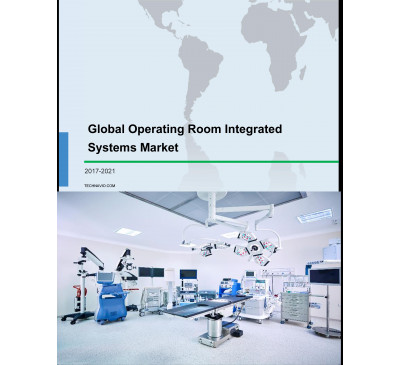 Global Operating Room Integrated
Systems Market
2017-2021
TECHNAVIO.COM